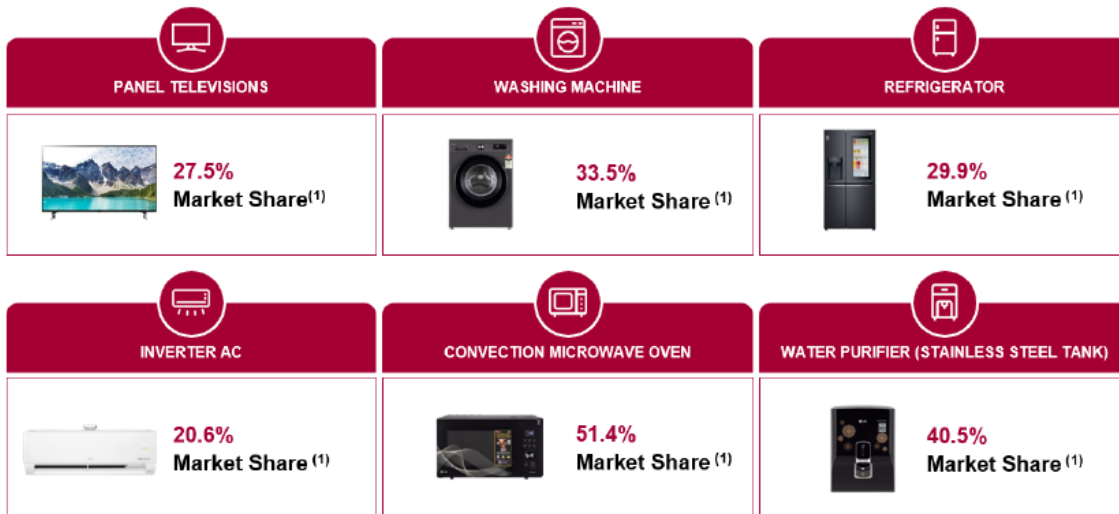 PANEL TELEVISIONS
WASHING MACHINE
REFRIGERATOR
27.5%
Market Share(1)
33.5%
Market Share (1)
29.9%
Market Share (1)
INVERTER AC
CONVECTION MICROWAVE OVEN
WATER PURIFIER (STAINLESS STEEL TANK)
20.6%
Market Share (1)
51.4%
Market Share (1)
40.5%
Market Share (1)